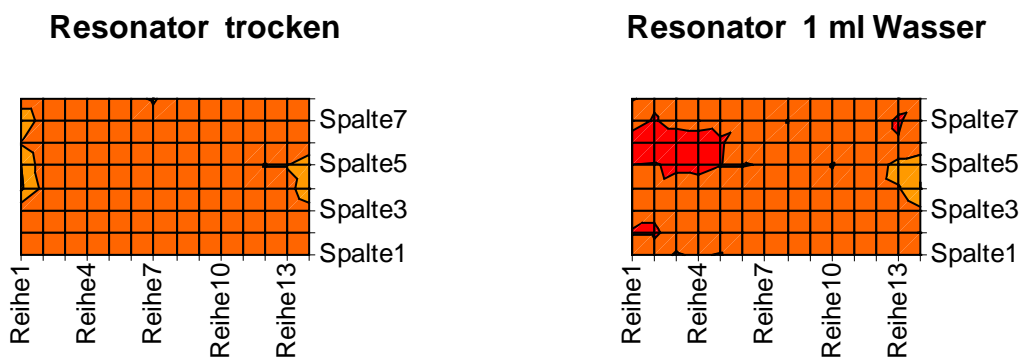 Resonator trocken
Spalte7
Spalte5
Spalte3
Spalte1
Reihe1
Reihe4
Reihe7
Reihe10
Reihe13
Resonator 1 ml Wasser
Spalte7
Spalte5
Spalte3
Spalte1
Reihe1
Reihe4
Reihe7
Reihe10
Reihe13